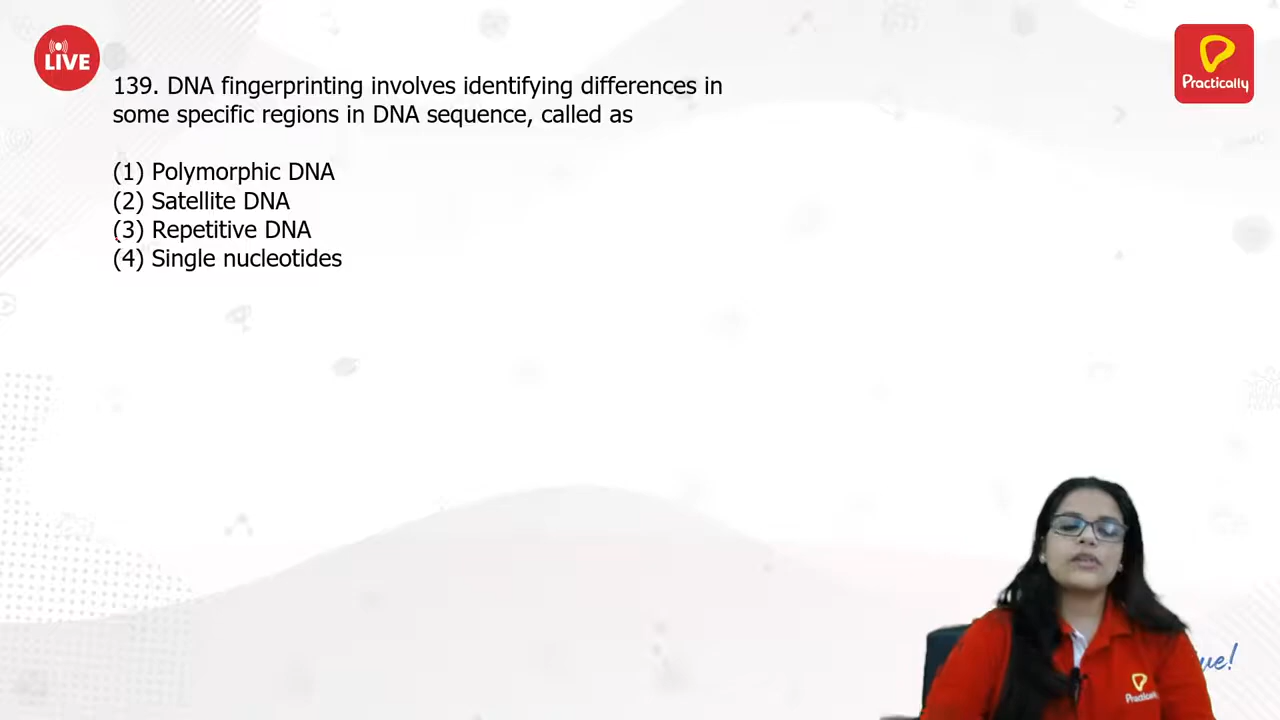 LIVE
Practically
139. DNA fingerprinting involves identifying differences in
some specific regions in DNA sequence, called as
(1) Polymorphic DNA
(2) Satellite DNA
(3) Repetitive DNA
(4) Single nucleotides
Practically